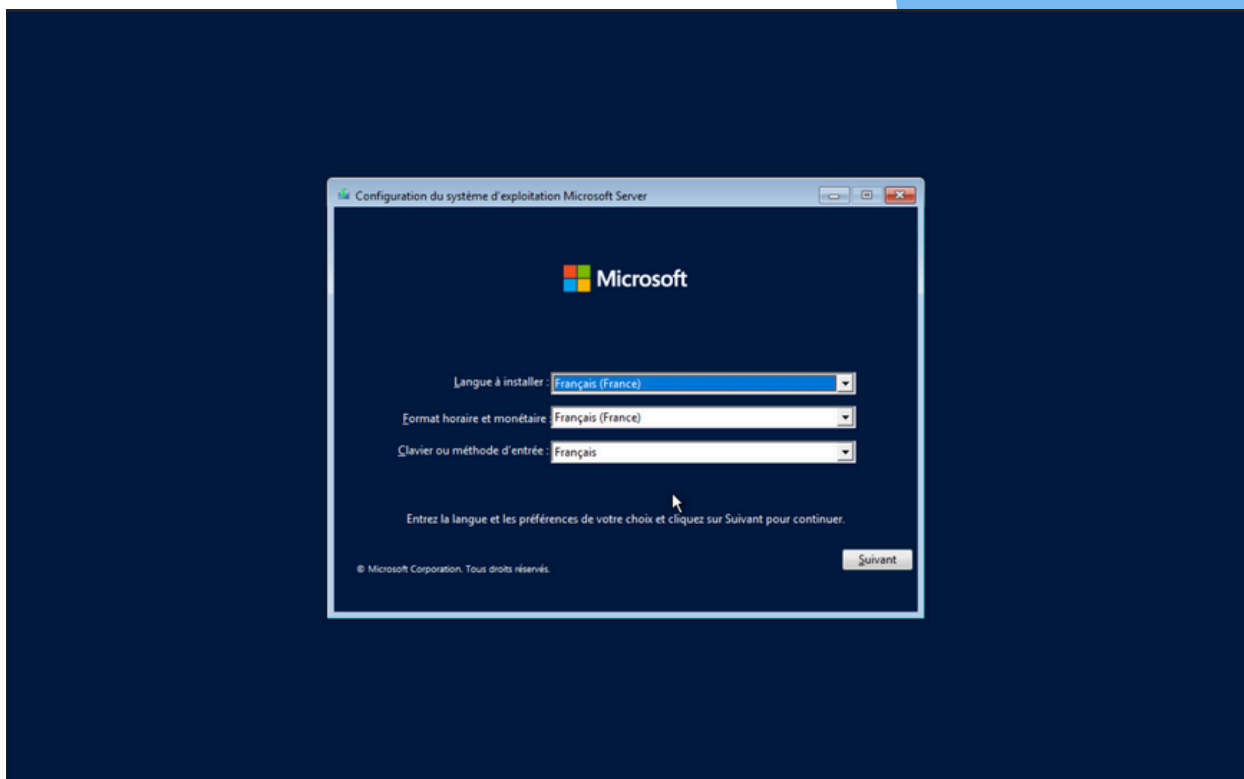 Configuration du système d'exploitation Microsoft Server
Microsoft
Langue à installer : Français (France)
Format horaire et monétaire : Français (France)
Clavier ou méthode d'entrée : Français
Entrez la langue et les préférences de votre choix et cliquez sur Suivant pour continuer.
Suivant
© Microsoft Corporation. Tous droits réservés.